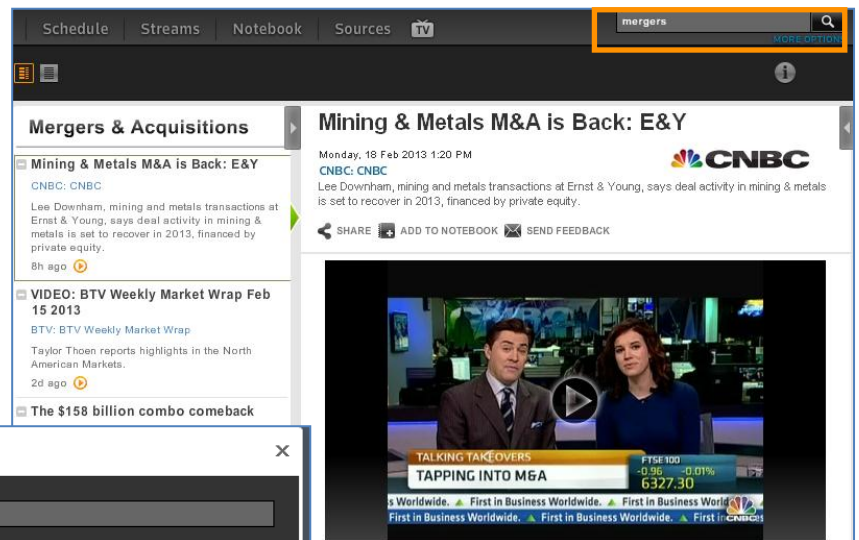 Schedule Streams Notebook Sources TV
mergers
MORE OPTIONS
i
Mergers & Acquisitions
Mining & Metals M&A is Back: E&Y
CNBC: CNBC
Lee Downham, mining and metals transactions at
Ernst & Young, says deal activity in mining &
metals is set to recover in 2013, financed by
private equity.
8h ago
VIDEO: BTV Weekly Market Wrap Feb
15 2013
BTV: BTV Weekly Market Wrap
Taylor Thoen reports highlights in the North
American Markets.
2d ago
The $158 billion combo comeback
×
Mining & Metals M&A is Back: E&Y
Monday, 18 Feb 2013 1:20 PM
CNBC: CNBC
CNBC
Lee Downham, mining and metals transactions at Ernst & Young, says deal activity in mining & metals
is set to recover in 2013, financed by private equity.
SHARE ADD TO NOTEBOOK SEND FEEDBACK
TALKING TAKEOVERS
TAPPING INTO M&A
FTSE 100
-0.96 -0.01%
6327.30
s Worldwide. First in Business Worldwide. First in Business World
First in Business Worldwide. First in Business Worldwide. First in
CNBC